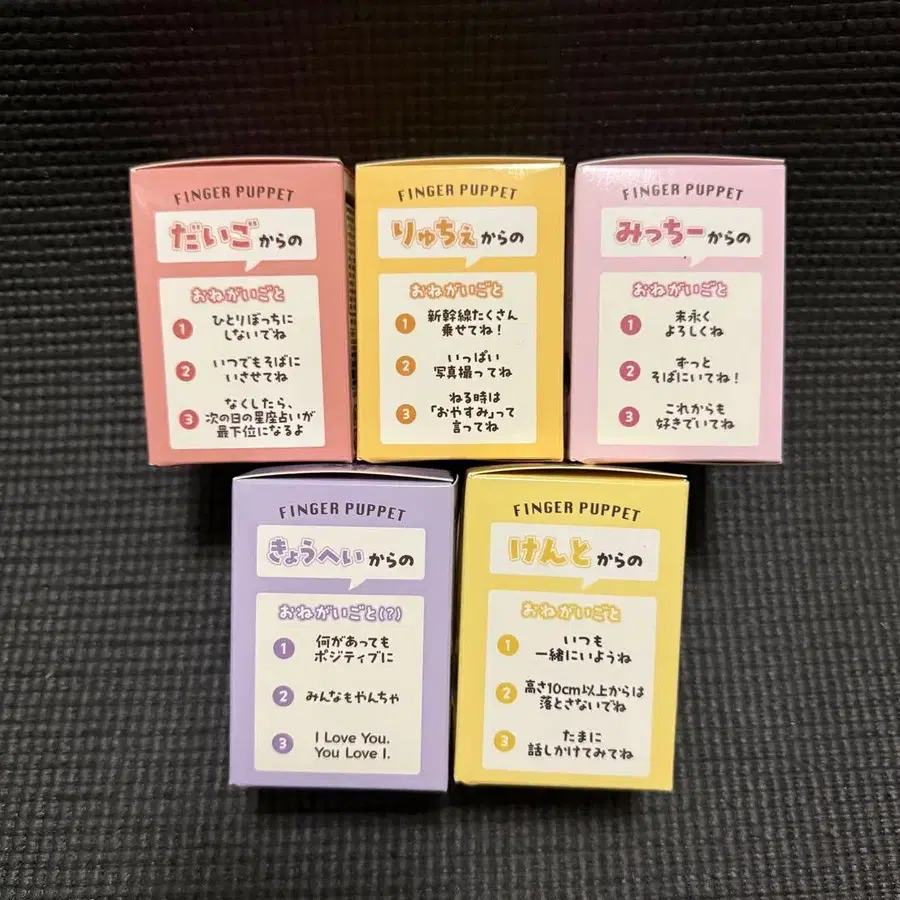 FINGER PUPPET
だいごからの
おねがいごと
1 ひとりぼっちに
しないでね
2 いつでもそばに
いさせてね
3 なくしたら、
次の日の星座占いが
最下位になるよ
FINGER PUPPET
りゅちぇからの
おねがいごと
1 新幹線たくさん
乗せてね!
2 いっぱい
写真撮ってね
3 ねる時は
「おやすみ」って
言ってね
FINGER PUPPET
みっちーからの
おねがいごと
1 末永く
よろしくね
2 ずっと
そばにいてね!
3 これからも
好きでいてね
FINGER PUPPET
きょうへいからの
おねがいごと(?)
1 何があっても
ポジティブに
2 みんなもやんちゃ
3 I Love You.
You Love I.
FINGER PUPPET
けんとからの
おねがいごと
1 いつも
一緒にいようね
2 高さ10cm以上からは
落とさないでね
3 たまに
話しかけてみてね